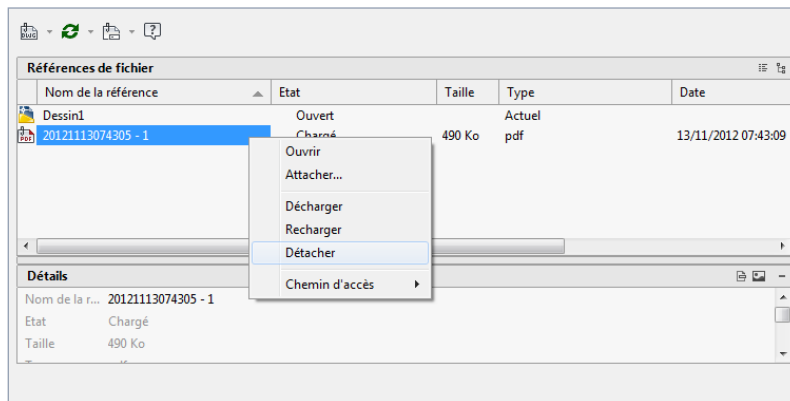 DWG
Références de fichier
Nom de la référence Etat Taille Type Date
Dessin1 Ouvert Actuel
PDF 20121113074305 - 1 Chargé 490 Ko pdf 13/11/2012 07:43:09
Ouvrir
Attacher...
Décharger
Recharger
Détacher
Chemin d'accès
Détails
Nom de la r... 20121113074305 - 1
Etat Chargé
Taille 490 Ko